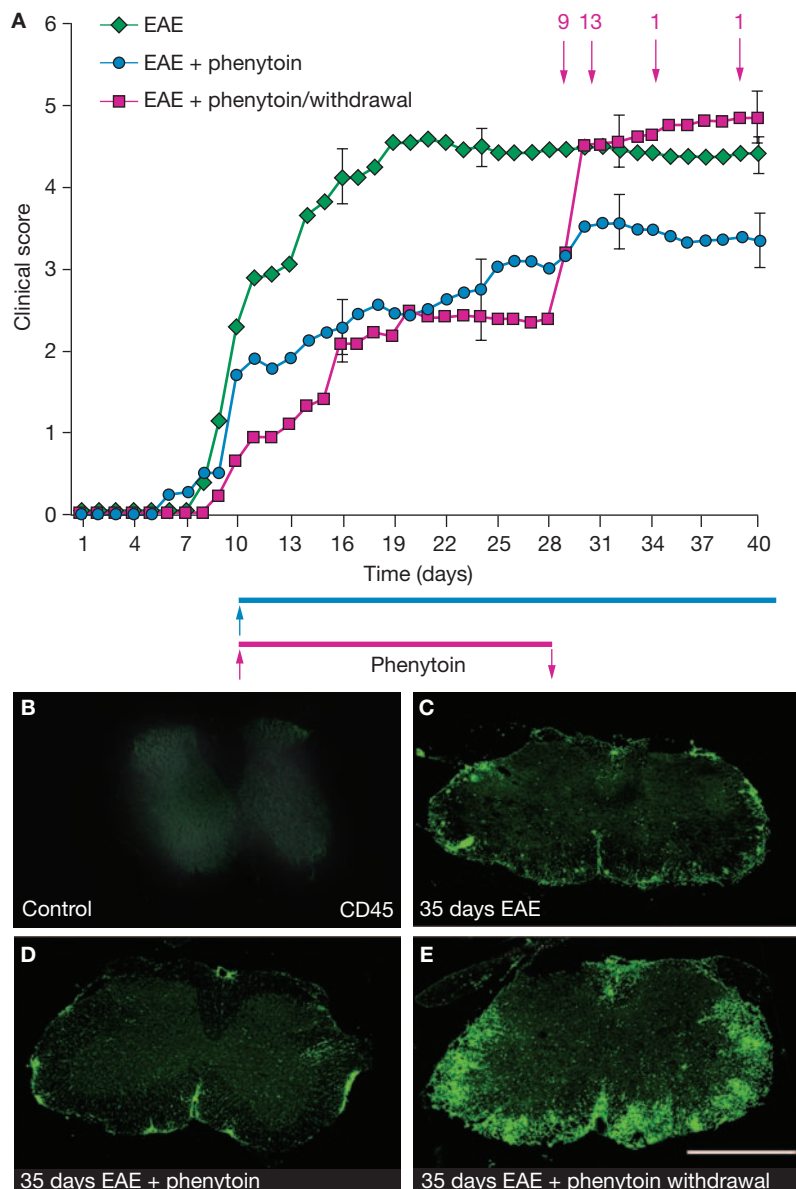 A
9 13 1 1
EAE
EAE + phenytoin
EAE + phenytoin/withdrawal
6
5
4
3
2
1
0
Clinical score
1 4 7 10 13 16 19 22 25 28 31 34 37 40
Time (days)
Phenytoin
B
Control CD45
C
35 days EAE
D
35 days EAE + phenytoin
E
35 days EAE + phenytoin withdrawal